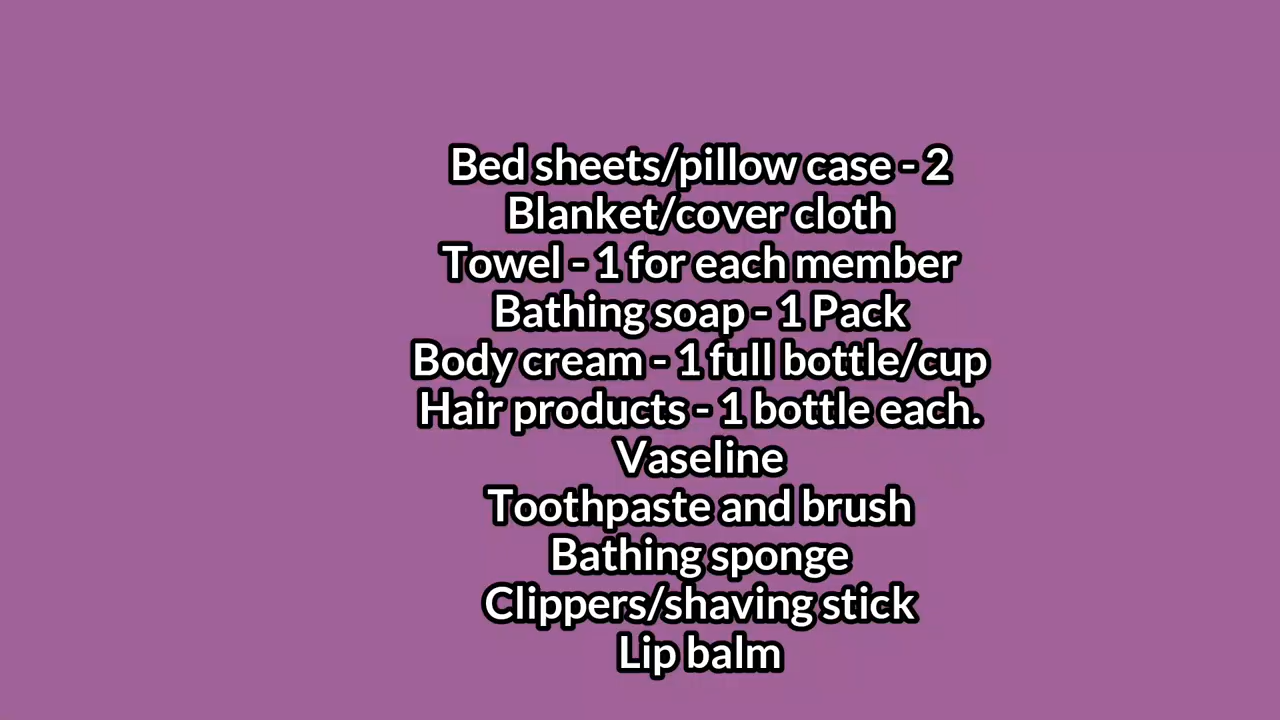 Bed sheets/pillow case - 2
Blanket/cover cloth
Towel - 1 for each member
Bathing soap - 1 Pack
Body cream - 1 full bottle/cup
Hair products - 1 bottle each.
Vaseline
Toothpaste and brush
Bathing sponge
Clippers/shaving stick
Lip balm